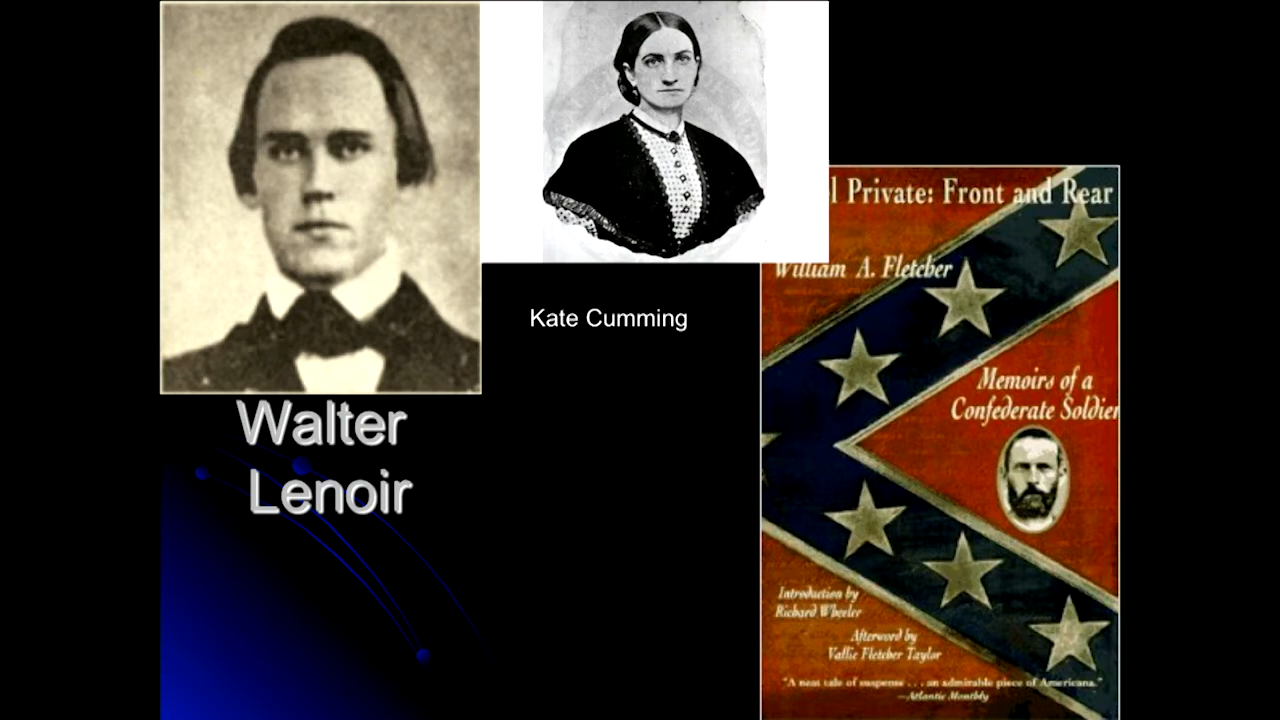 Walter
Lenoir
Kate Cumming
l Private: Front and Rear
William A. Fletcher
Memoirs of a
Confederate Soldier
Introduction by
Richard Wheeler
Afterword by
Vallie Fletcher Taylor
"A neat tale of suspense . . . an admirable piece of Americana."
—Atlantic Monthly